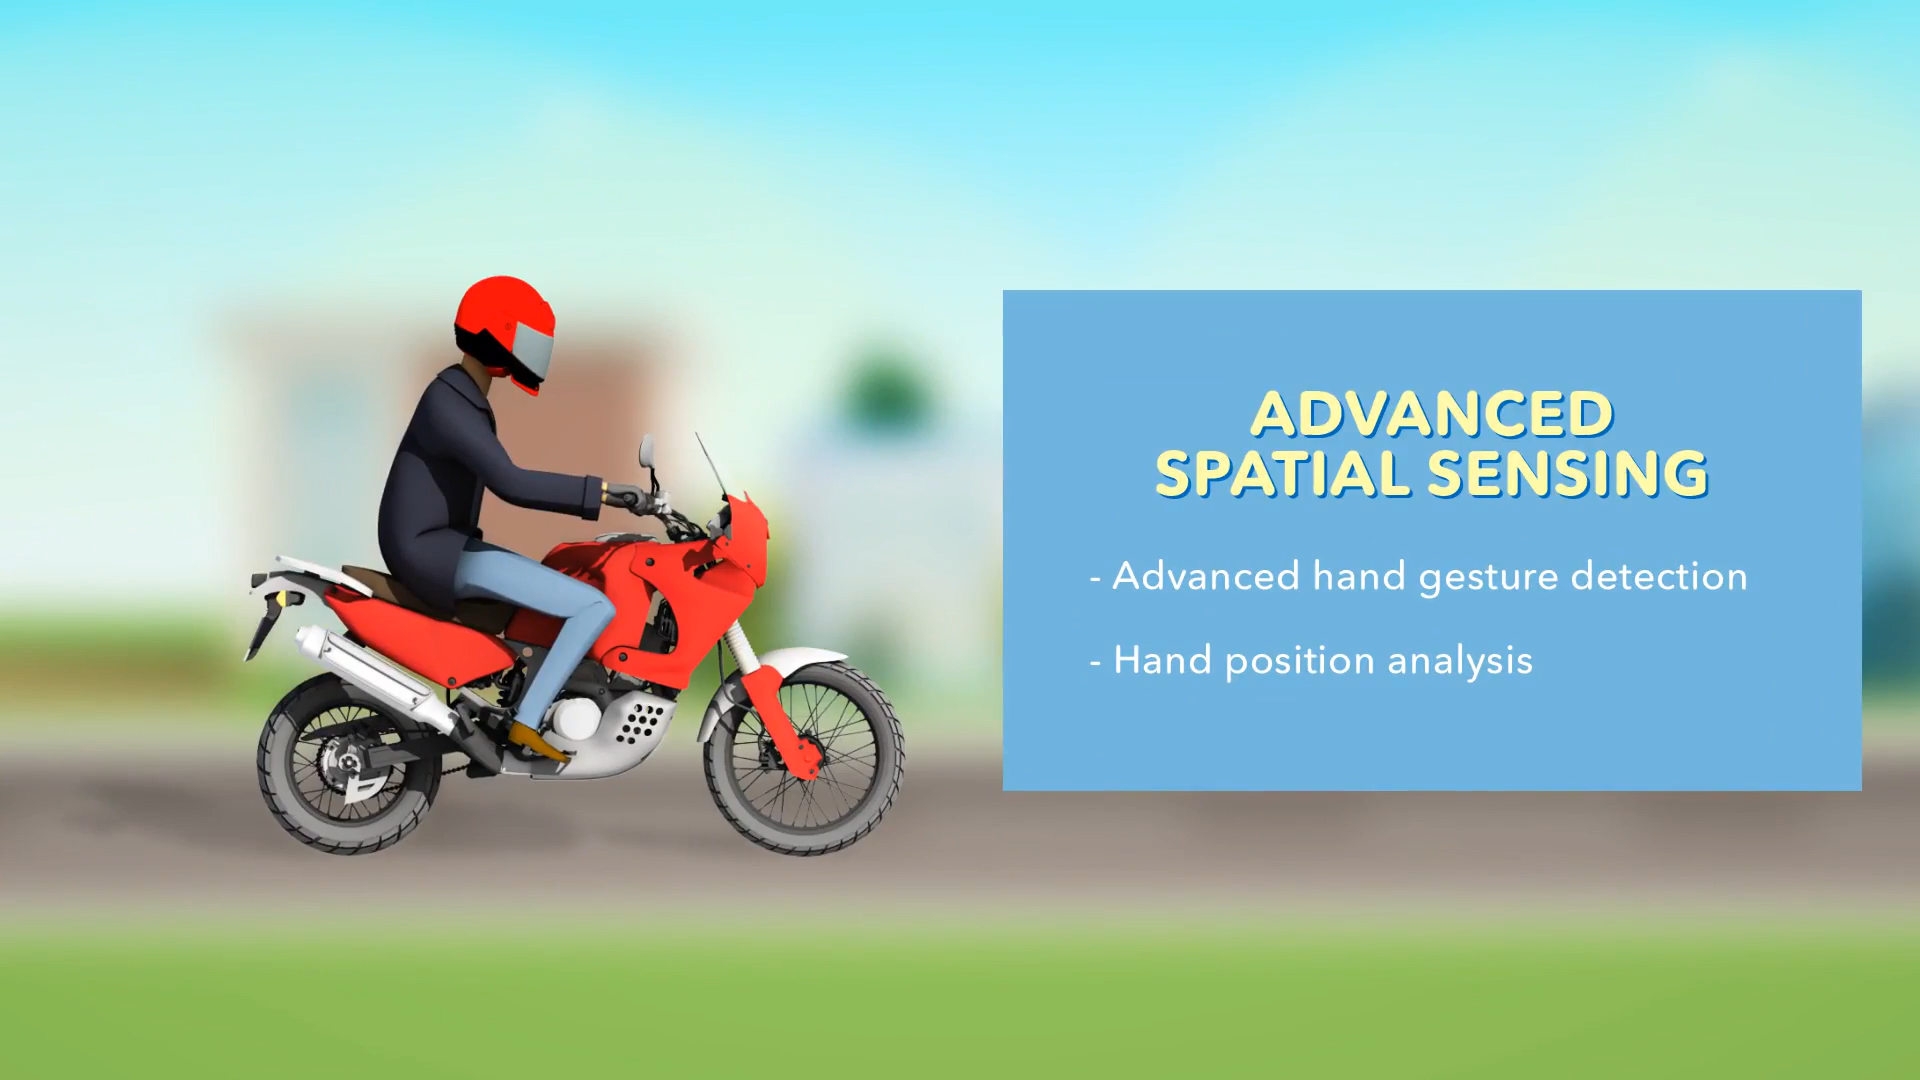 ADVANCED
SPATIAL SENSING
- Advanced hand gesture detection
- Hand position analysis